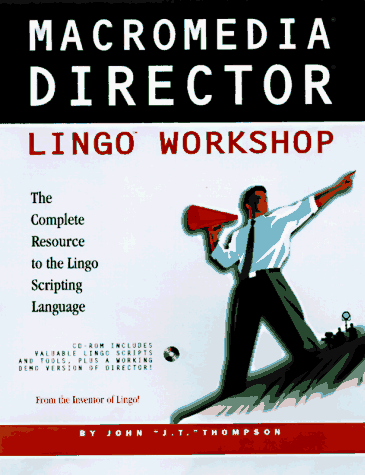 MACROMEDIA®
DIRECTOR®
LINGO™ WORKSHOP
The
Complete
Resource
to the Lingo
Scripting
Language
CD-ROM INCLUDES
VALUABLE LINGO SCRIPTS
AND TOOLS, PLUS A WORKING
DEMO VERSION OF DIRECTOR!
From the Inventor of Lingo!
BY JOHN "J.T." THOMPSON